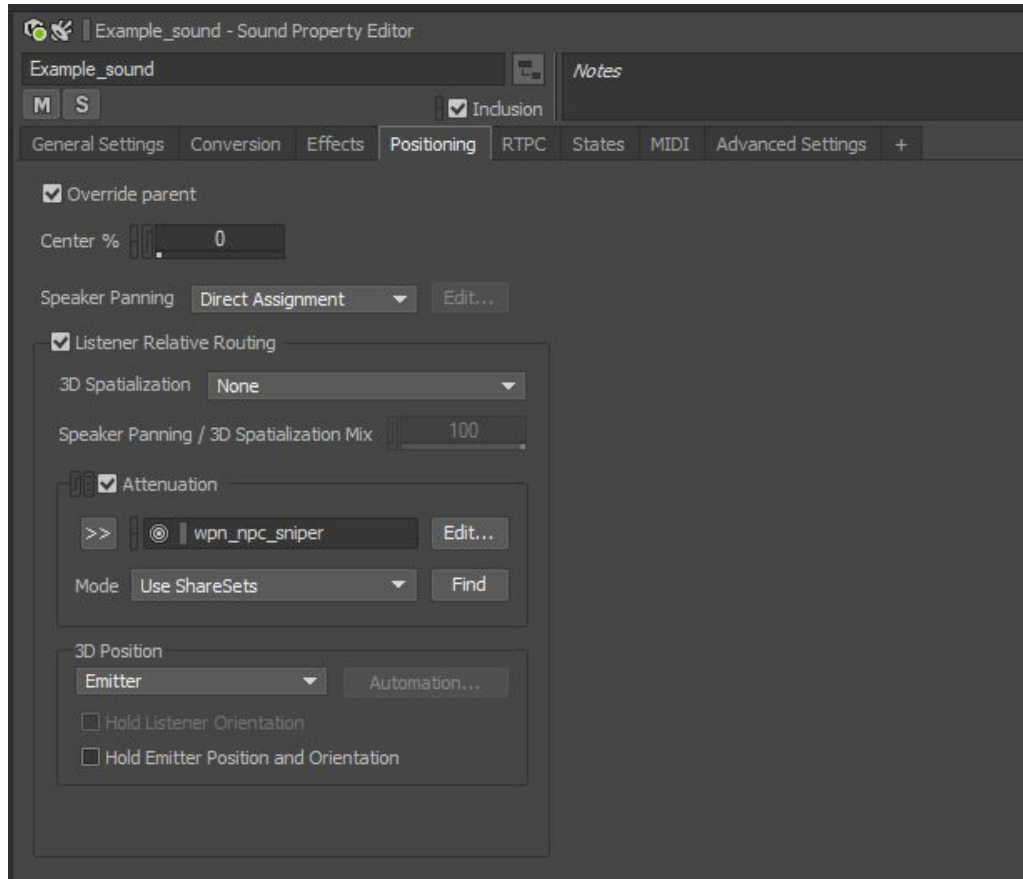 Example_sound - Sound Property Editor
Example_sound
Notes
M S
Inclusion
General Settings Conversion Effects Positioning RTPC States MIDI Advanced Settings +
Override parent
Center % 0
Speaker Panning Direct Assignment Edit...
Listener Relative Routing
3D Spatialization None
Speaker Panning / 3D Spatialization Mix 100
Attenuation
>> wpn_npc_sniper Edit...
Mode Use ShareSets Find
3D Position
Emitter Automation...
Hold Listener Orientation
Hold Emitter Position and Orientation